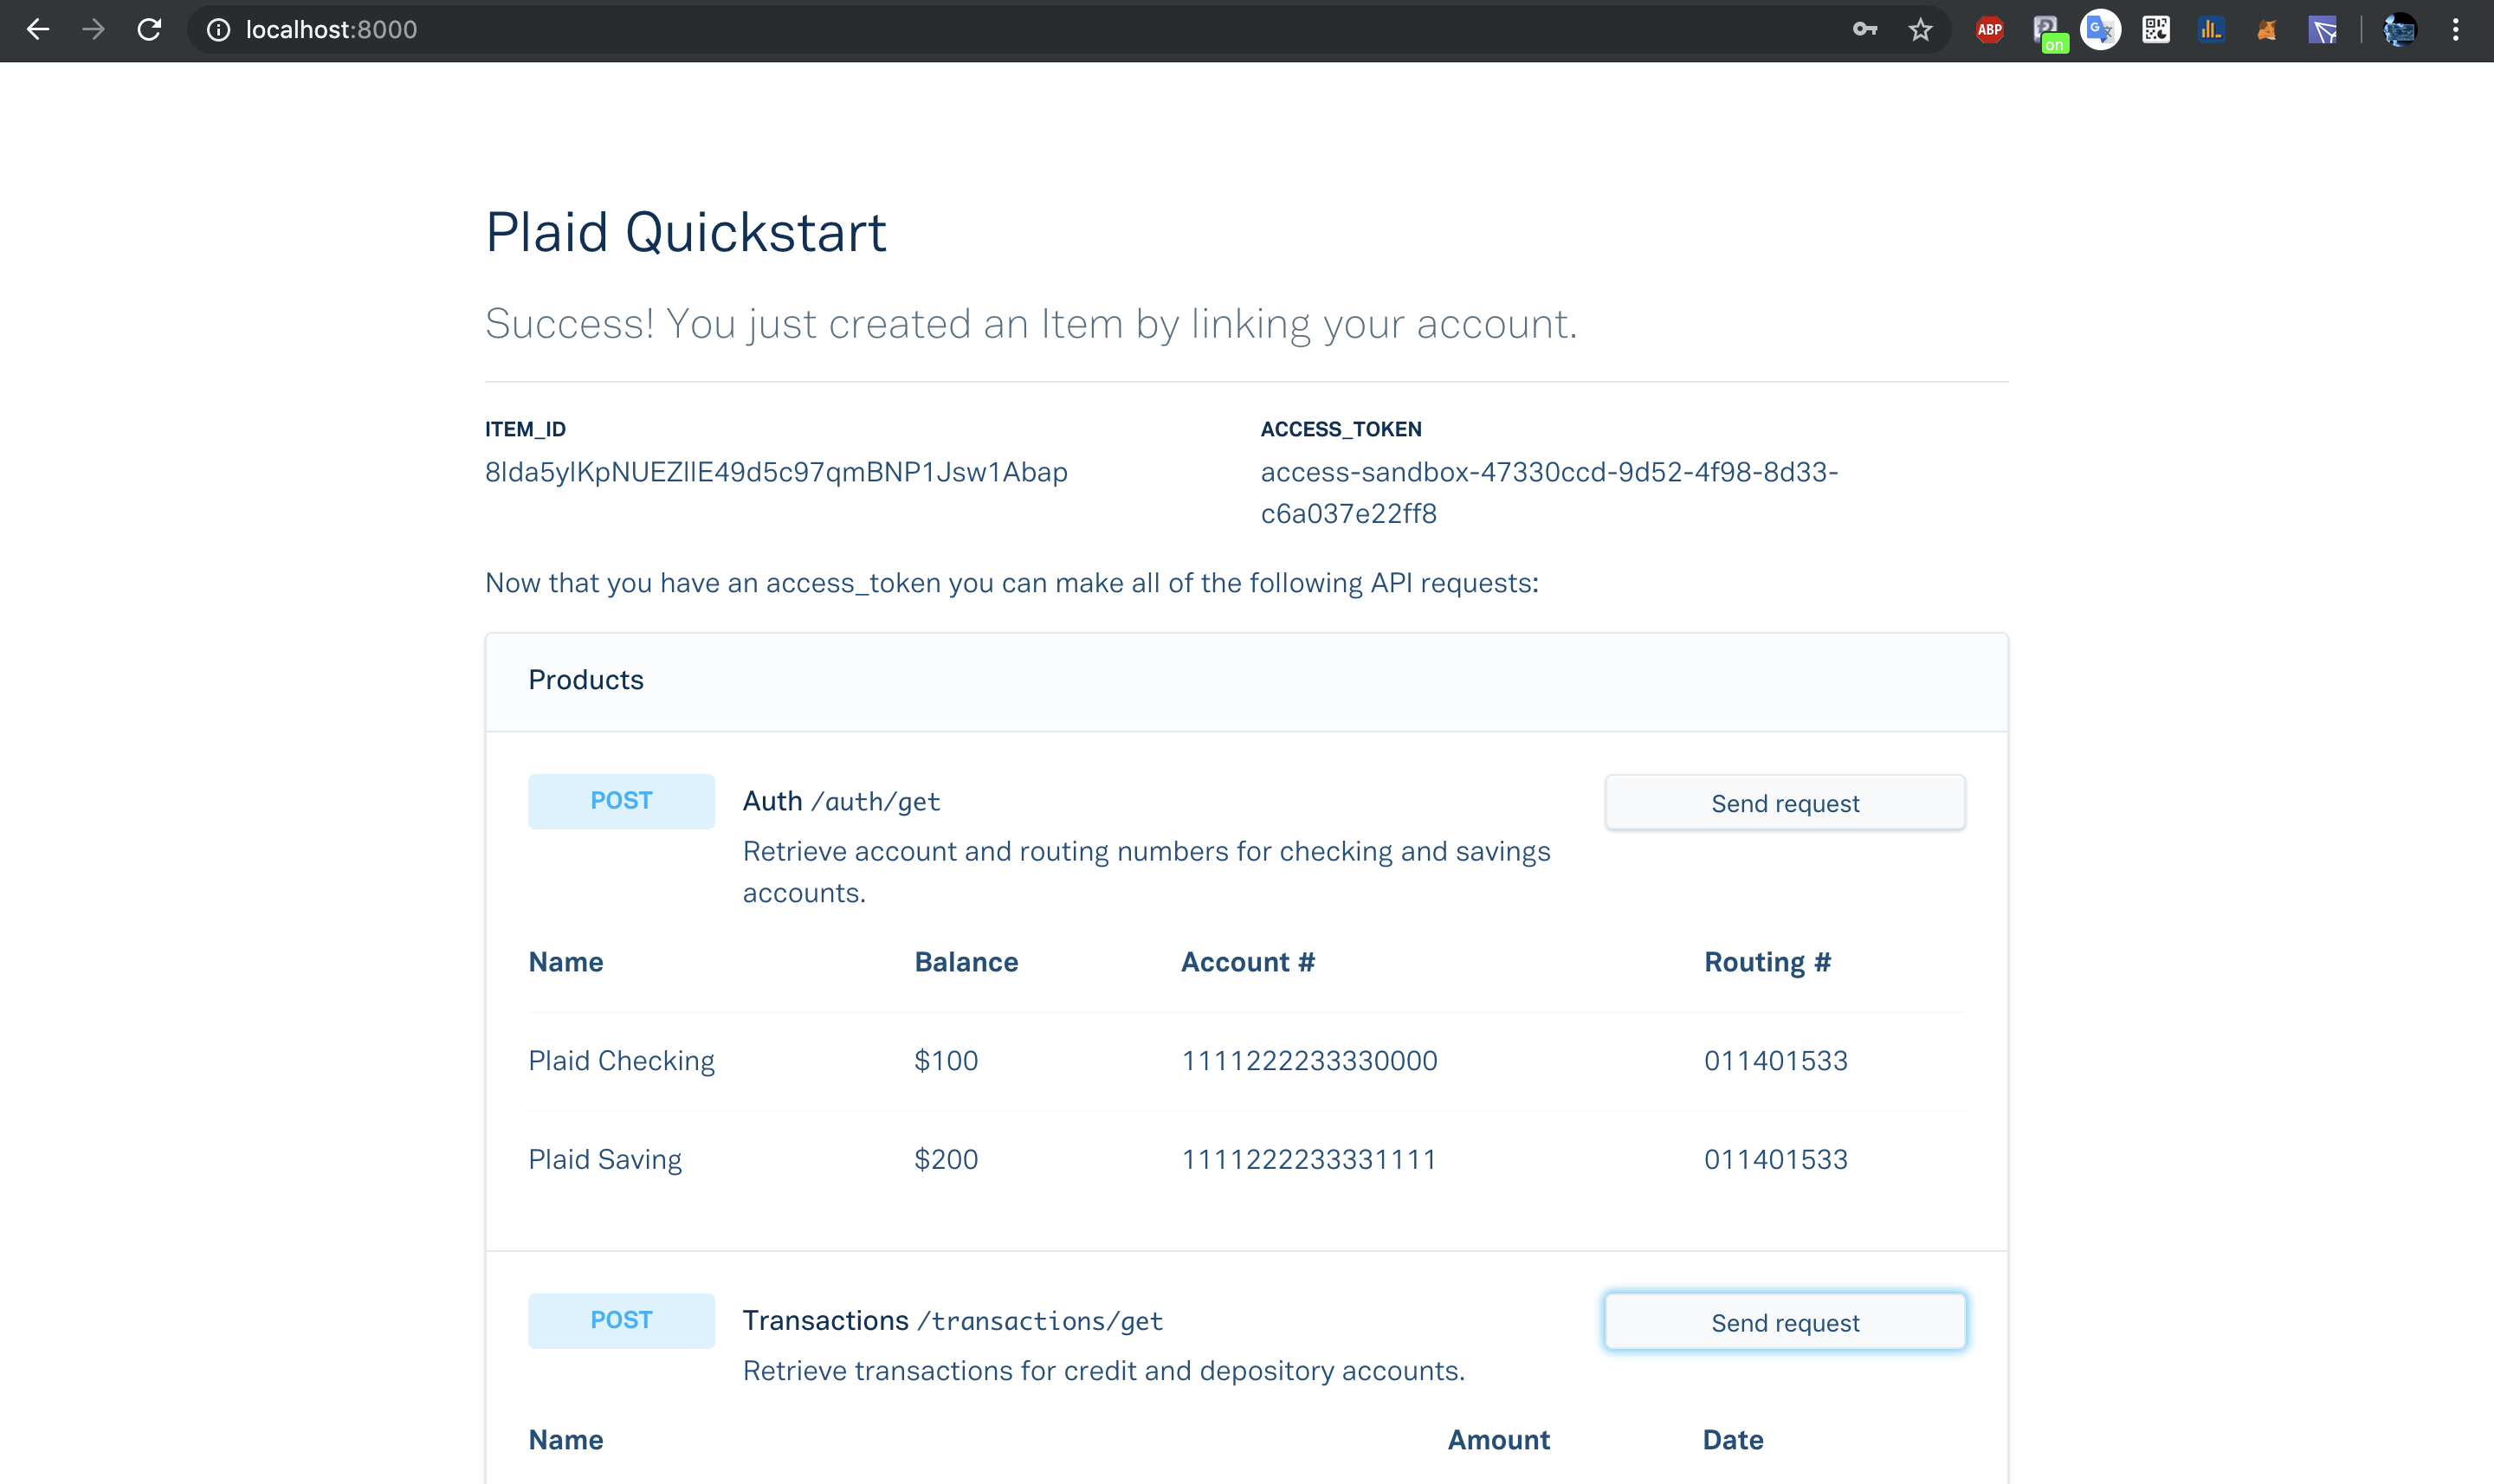 localhost:8000
ABP
on
G
Plaid Quickstart
Success! You just created an Item by linking your account.
ITEM_ID
ACCESS_TOKEN
8lda5ylKpNUEZllE49d5c97qmBNP1Jsw1Abap
access-sandbox-47330ccd-9d52-4f98-8d33-
c6a037e22ff8
Now that you have an access_token you can make all of the following API requests:
Products
POST
Auth /auth/get
Send request
Retrieve account and routing numbers for checking and savings
accounts.
Name Balance Account # Routing #
Plaid Checking $100 1111222233330000 011401533
Plaid Saving $200 1111222233331111 011401533
POST
Transactions /transactions/get
Send request
Retrieve transactions for credit and depository accounts.
Name Amount Date